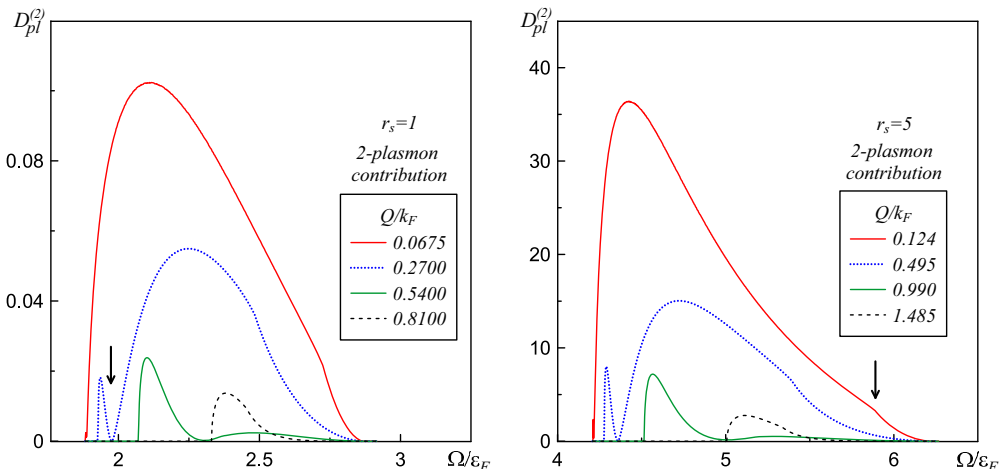 D_pl^(2)
0.08
0.04
0
2
2.5
3
Ω/ε_F
r_s=1
2-plasmon
contribution
Q/k_F
0.0675
0.2700
0.5400
0.8100
D_pl^(2)
40
30
20
10
0
4
5
6
Ω/ε_F
r_s=5
2-plasmon
contribution
Q/k_F
0.124
0.495
0.990
1.485